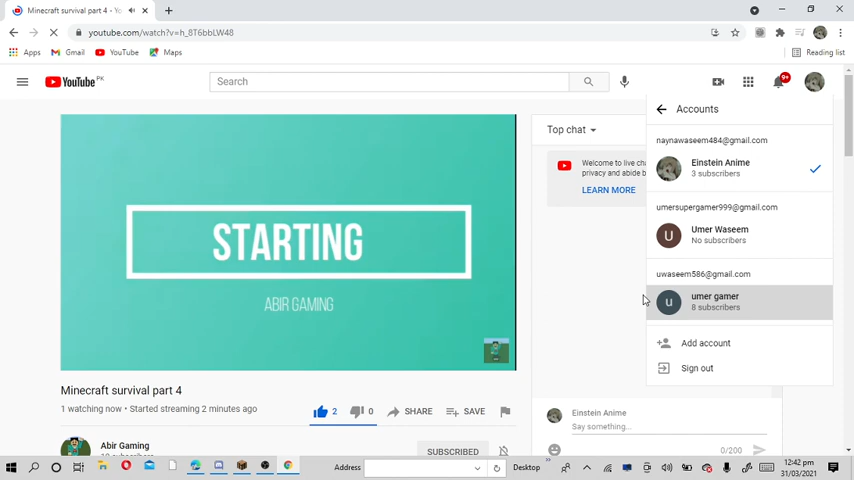 Minecraft survival part 4 -
youtube.com/watch?v=h_8T6bbLW48
Apps
Gmail
YouTube
Maps
Reading list
YouTube PK
Search
9+
Accounts
naynawaseem484@gmail.com
Einstein Anime
3 subscribers
umersupergamer999@gmail.com
U
Umer Waseem
No subscribers
uwaseem586@gmail.com
u
umer gamer
8 subscribers
Add account
Sign out
Top chat
Welcome to live cha
privacy and abide b
LEARN MORE
STARTING
ABIR GAMING
Minecraft survival part 4
1 watching now • Started streaming 2 minutes ago
2
0
SHARE
SAVE
Einstein Anime
Say something...
0/200
Abir Gaming
SUBSCRIBED
Address
Desktop
12:42 pm
31/03/2021